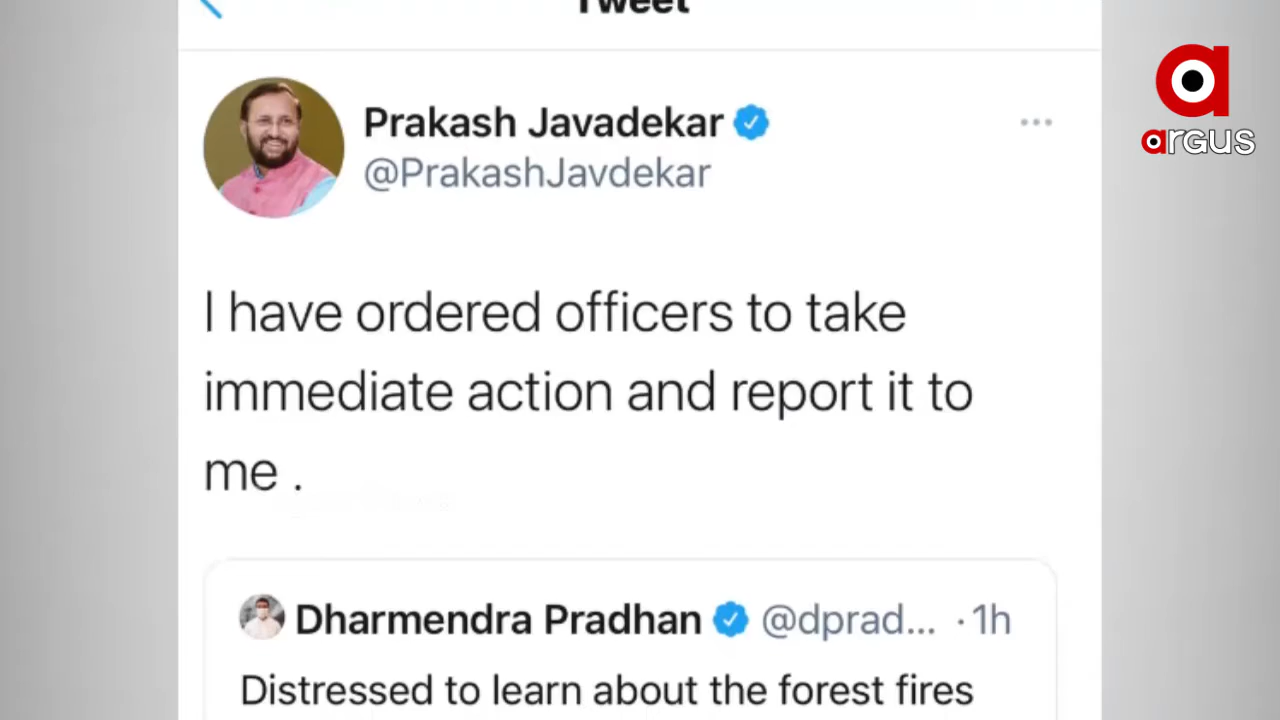 Tweet
Prakash Javadekar
@PrakashJavdekar
argus
I have ordered officers to take
immediate action and report it to
me .
Dharmendra Pradhan @dprad... · 1h
Distressed to learn about the forest fires